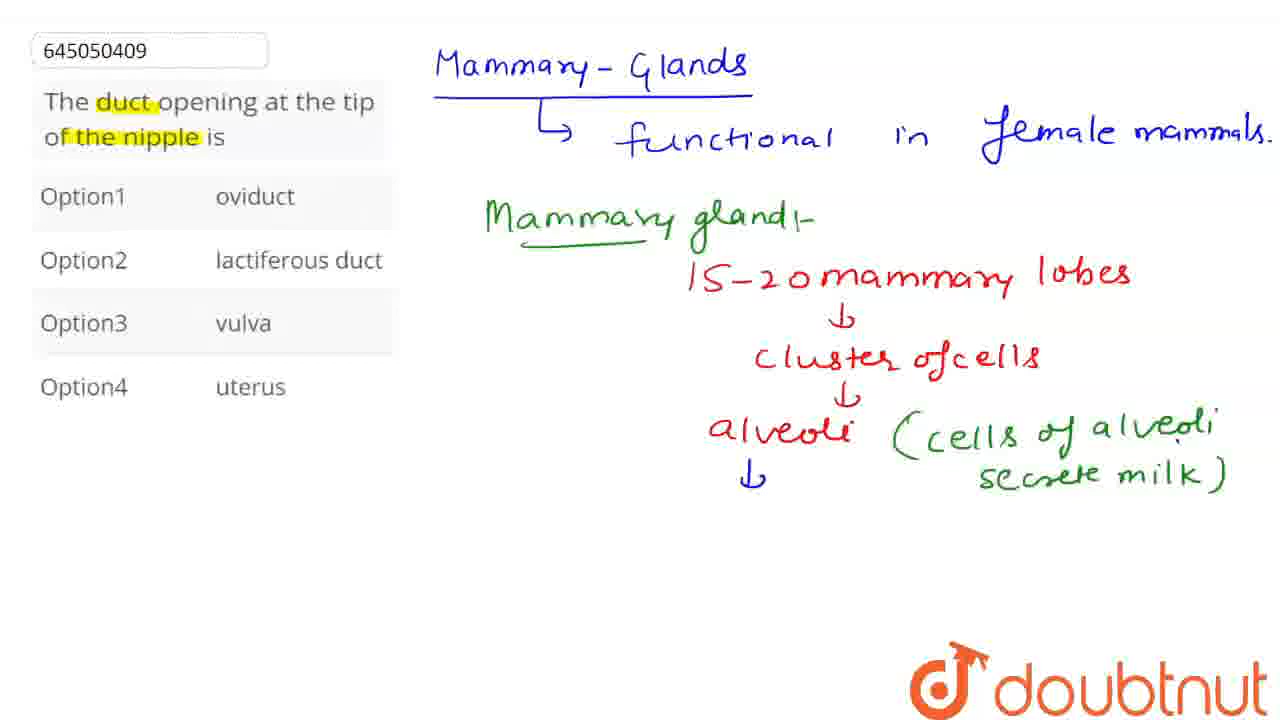 645050409
The duct opening at the tip
of the nipple is
Option1 oviduct
Option2 lactiferous duct
Option3 vulva
Option4 uterus
Mammary - Glands
↳ functional in female mammals.
Mammary gland:-
15-20 mammary lobes
↓
cluster of cells
↓
alveoli (cells of alveoli
secrete milk)
↓
doubtnut